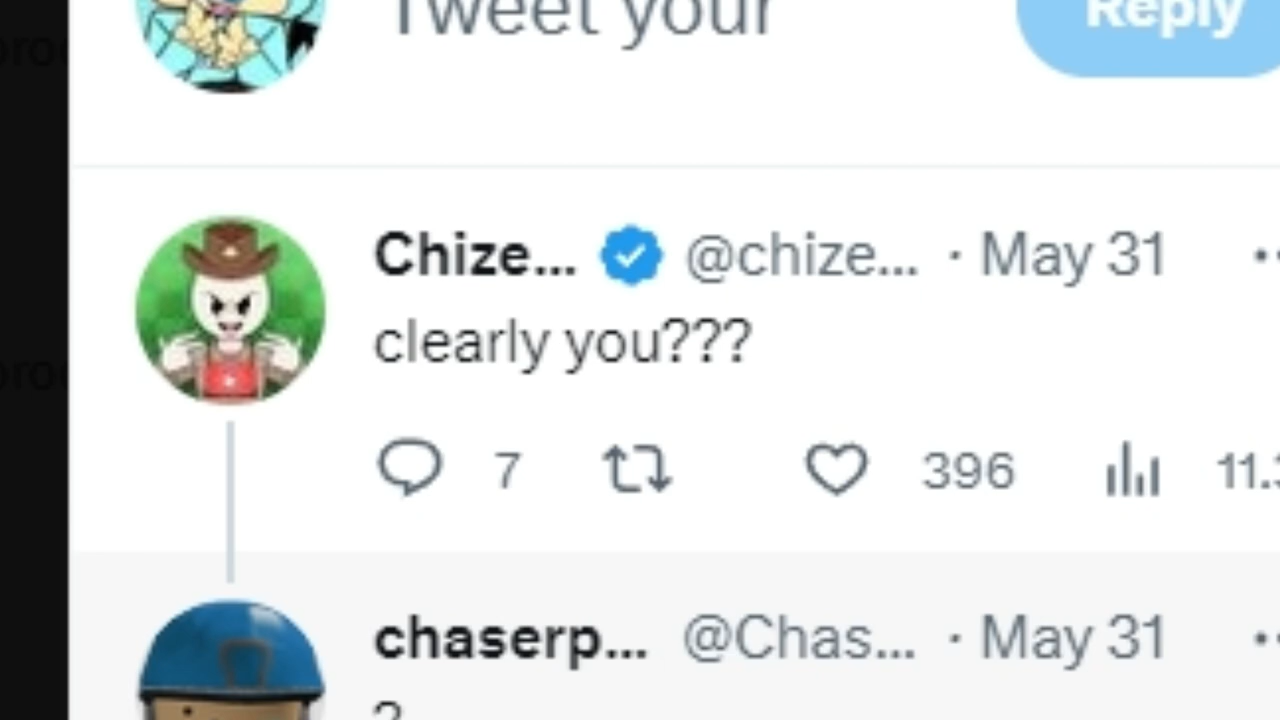 Tweet your
Reply
Chize... @chize... · May 31
clearly you???
7 396 11.3
chaserp... @Chas... · May 31
?